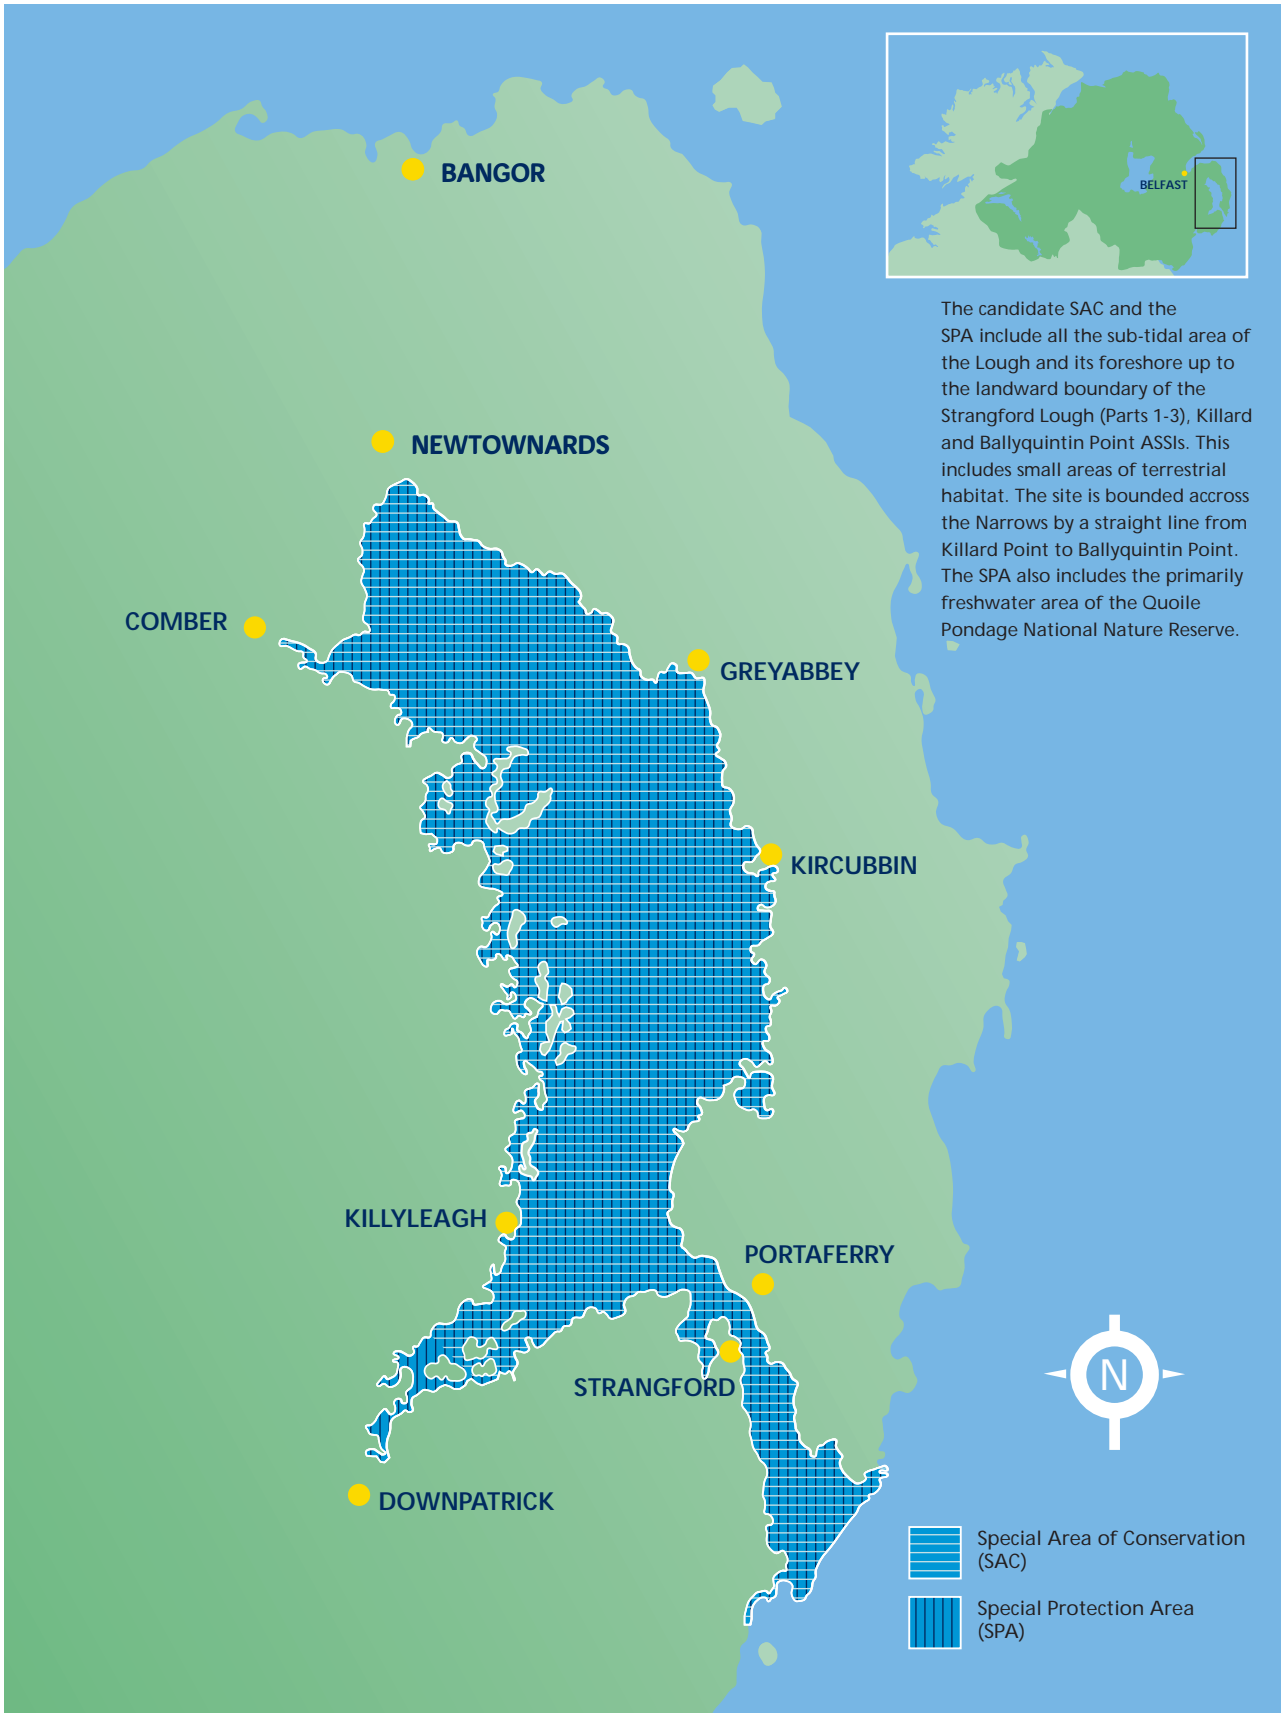 BANGOR
BELFAST
The candidate SAC and the
SPA include all the sub-tidal area of
the Lough and its foreshore up to
the landward boundary of the
Strangford Lough (Parts 1-3), Killard
and Ballyquintin Point ASSIs. This
includes small areas of terrestrial
habitat. The site is bounded accross
the Narrows by a straight line from
Killard Point to Ballyquintin Point.
The SPA also includes the primarily
freshwater area of the Quoile
Pondage National Nature Reserve.
NEWTOWNARDS
COMBER
GREYABBEY
KIRCUBBIN
KILLYLEAGH
PORTAFERRY
STRANGFORD
DOWNPATRICK
N
Special Area of Conservation
(SAC)
Special Protection Area
(SPA)